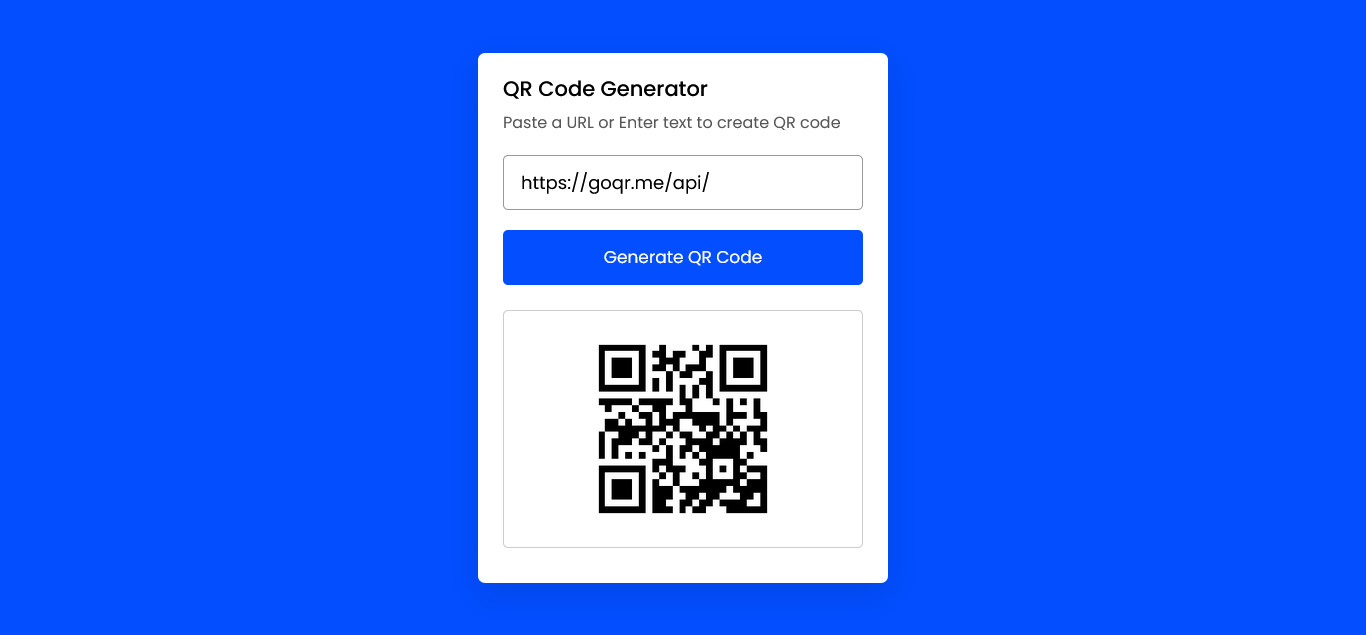 QR Code Generator
Paste a URL or Enter text to create QR code
https://goqr.me/api/
Generate QR Code